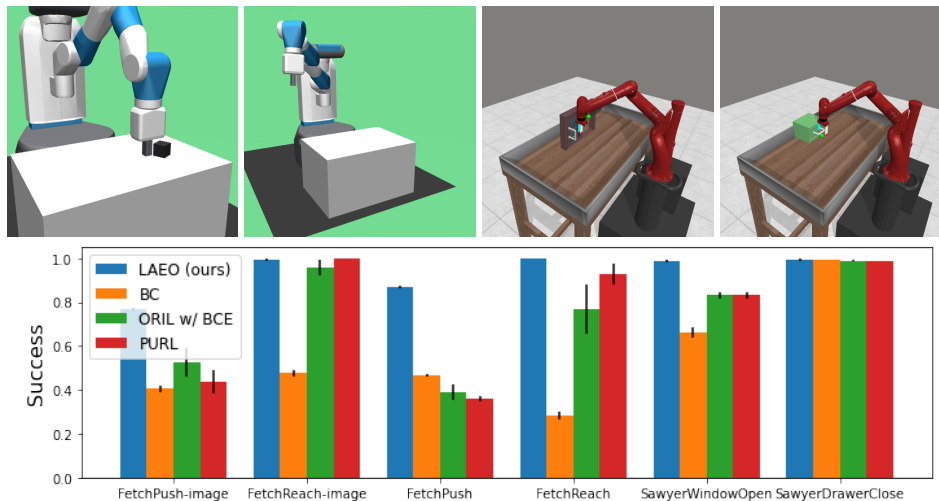 1.0
0.8
0.6
0.4
0.2
0.0
Success
LAEO (ours)
BC
ORIL w/ BCE
PURL
FetchPush-image FetchReach-image FetchPush FetchReach SawyerWindowOpen SawyerDrawerClose